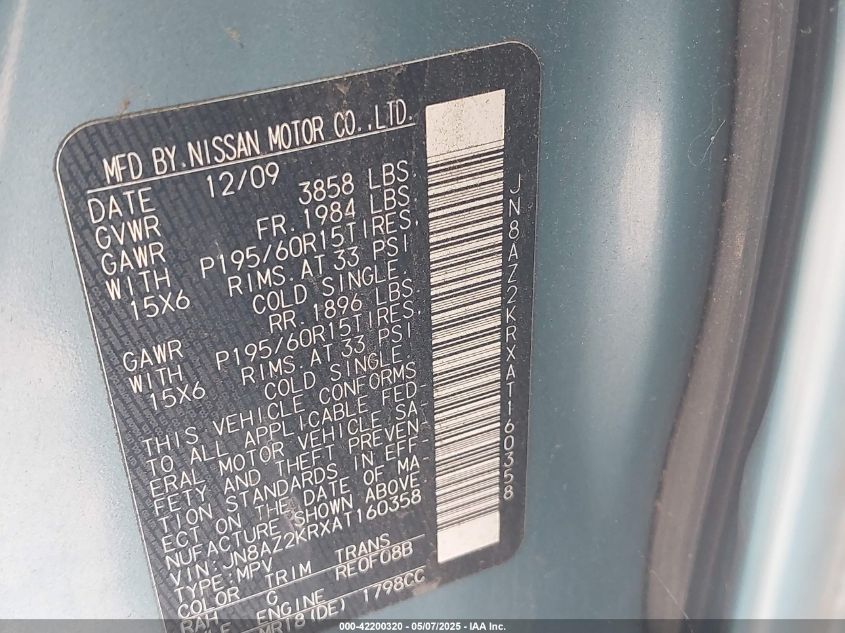 MFD BY.NISSAN MOTOR CO.,LTD.
DATE 12/09
GVWR 3858 LBS.
GAWR FR.1984 LBS.
WITH P195/60R15TIRES,
15X6 RIMS.AT 33 PSI
COLD SINGLE.
GAWR RR.1896 LBS.
WITH P195/60R15TIRES,
15X6 RIMS.AT 33 PSI
COLD SINGLE.
THIS VEHICLE CONFORMS
TO ALL APPLICABLE FED-
ERAL MOTOR VEHICLE SA-
FETY AND THEFT PREVEN-
TION STANDARDS IN EFF-
ECT ON THE DATE OF MA-
NUFACTURE SHOWN ABOVE.
VIN:JN8AZ2KRXAT160358
TYPE:MPV
COLOR TRIM TRANS
RAH G RE0F08B
ENGINE
MR18(DE) 1798CC
JN8AZ2KRXAT160358
000-42200320 - 05/07/2025 - IAA Inc.